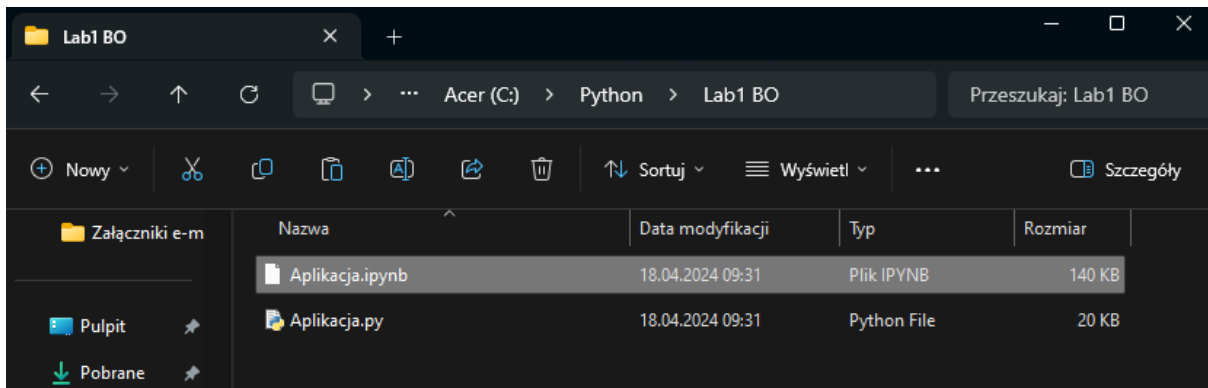 Lab1 BO
Acer (C:) > Python > Lab1 BO Przeszukaj: Lab1 BO
Nowy Sortuj Wyświetl Szczegóły
Załączniki e-m Nazwa Data modyfikacji Typ Rozmiar
Aplikacja.ipynb 18.04.2024 09:31 Plik IPYNB 140 KB
Pulpit Aplikacja.py 18.04.2024 09:31 Python File 20 KB
Pobrane